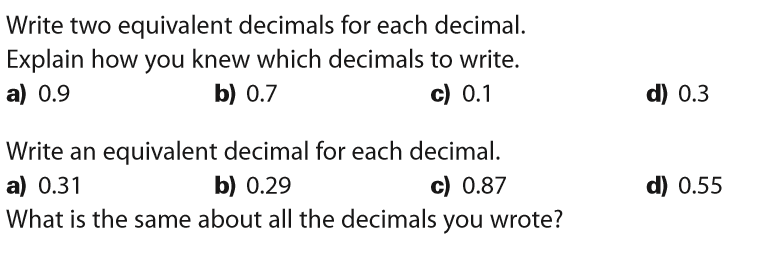 Write two equivalent decimals for each decimal.
Explain how you knew which decimals to write.
a) 0.9 b) 0.7 c) 0.1 d) 0.3
Write an equivalent decimal for each decimal.
a) 0.31 b) 0.29 c) 0.87 d) 0.55
What is the same about all the decimals you wrote?